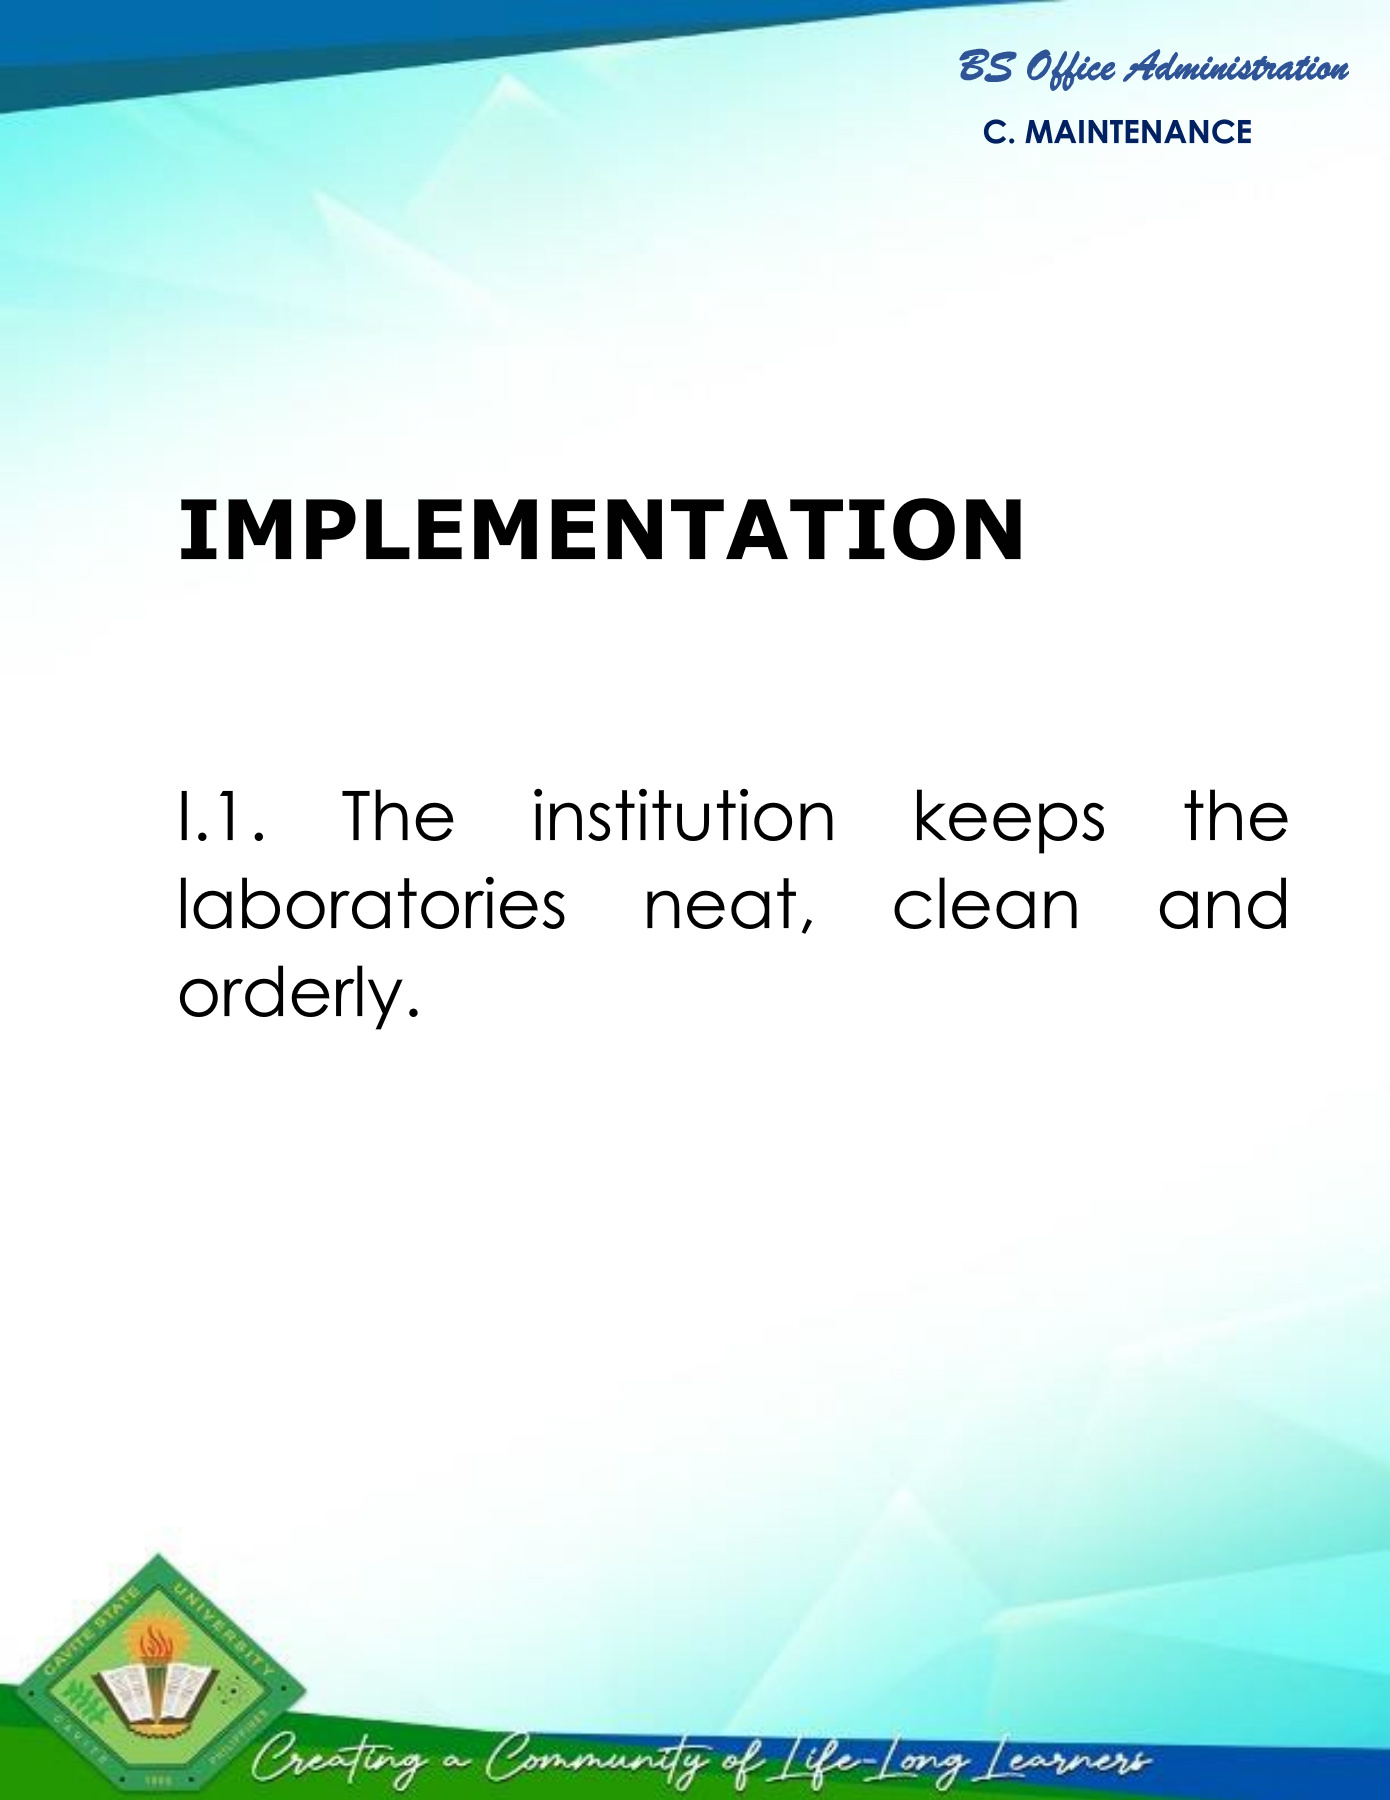 BS Office Administration
C. MAINTENANCE
IMPLEMENTATION
I.1. The institution keeps the
laboratories neat, clean and
orderly.
CAVITE STATE UNIVERSITY
CAVITE
PHILIPPINES
Creating a Community of Life-Long Learners